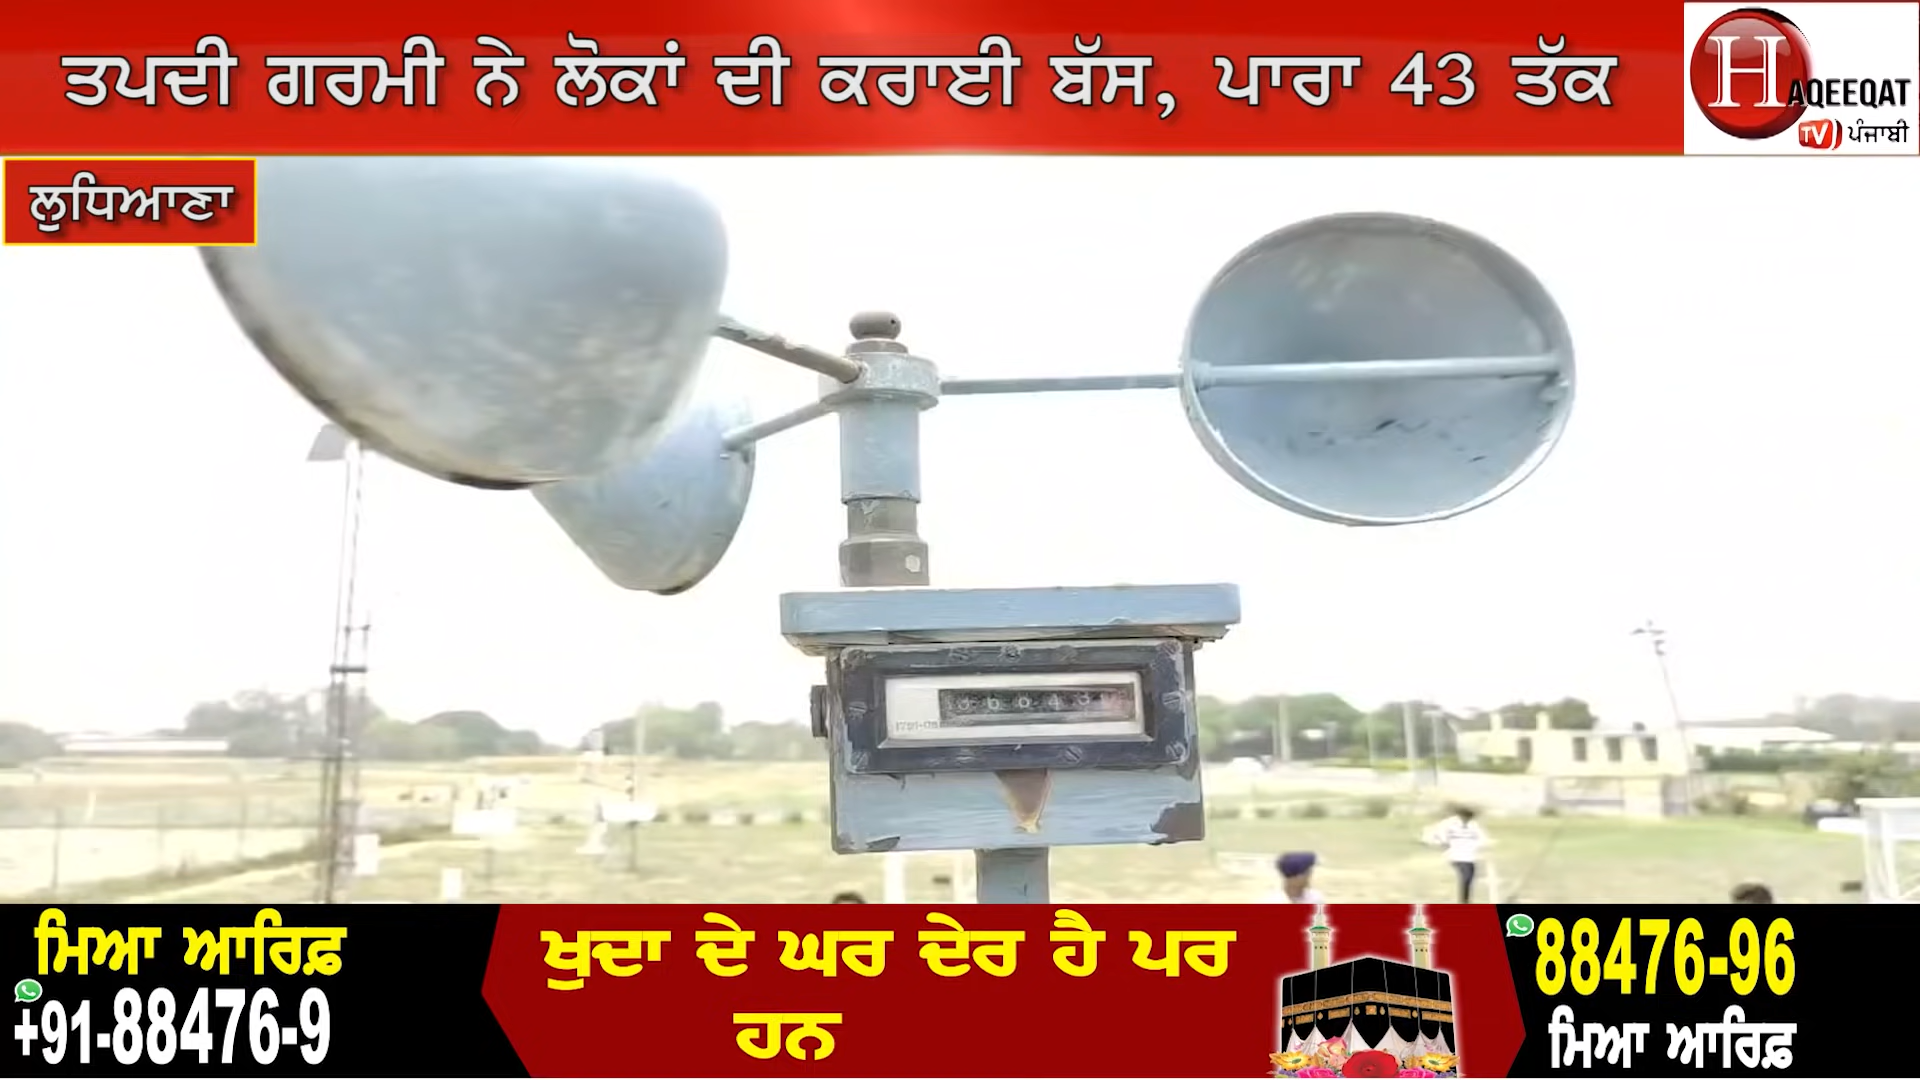 ਤਪਦੀ ਗਰਮੀ ਨੇ ਲੋਕਾਂ ਦੀ ਕਰਾਈ ਬੱਸ, ਪਾਰਾ 43 ਤੱਕ
HAQEEQAT
TV ਪੰਜਾਬੀ
ਲੁਧਿਆਣਾ
ਮਿਆ ਆਰਿਫ਼
+91-88476-9
ਖੁਦਾ ਦੇ ਘਰ ਦੇਰ ਹੈ ਪਰ
ਹਨ
88476-96
ਮਿਆ ਆਰਿਫ਼